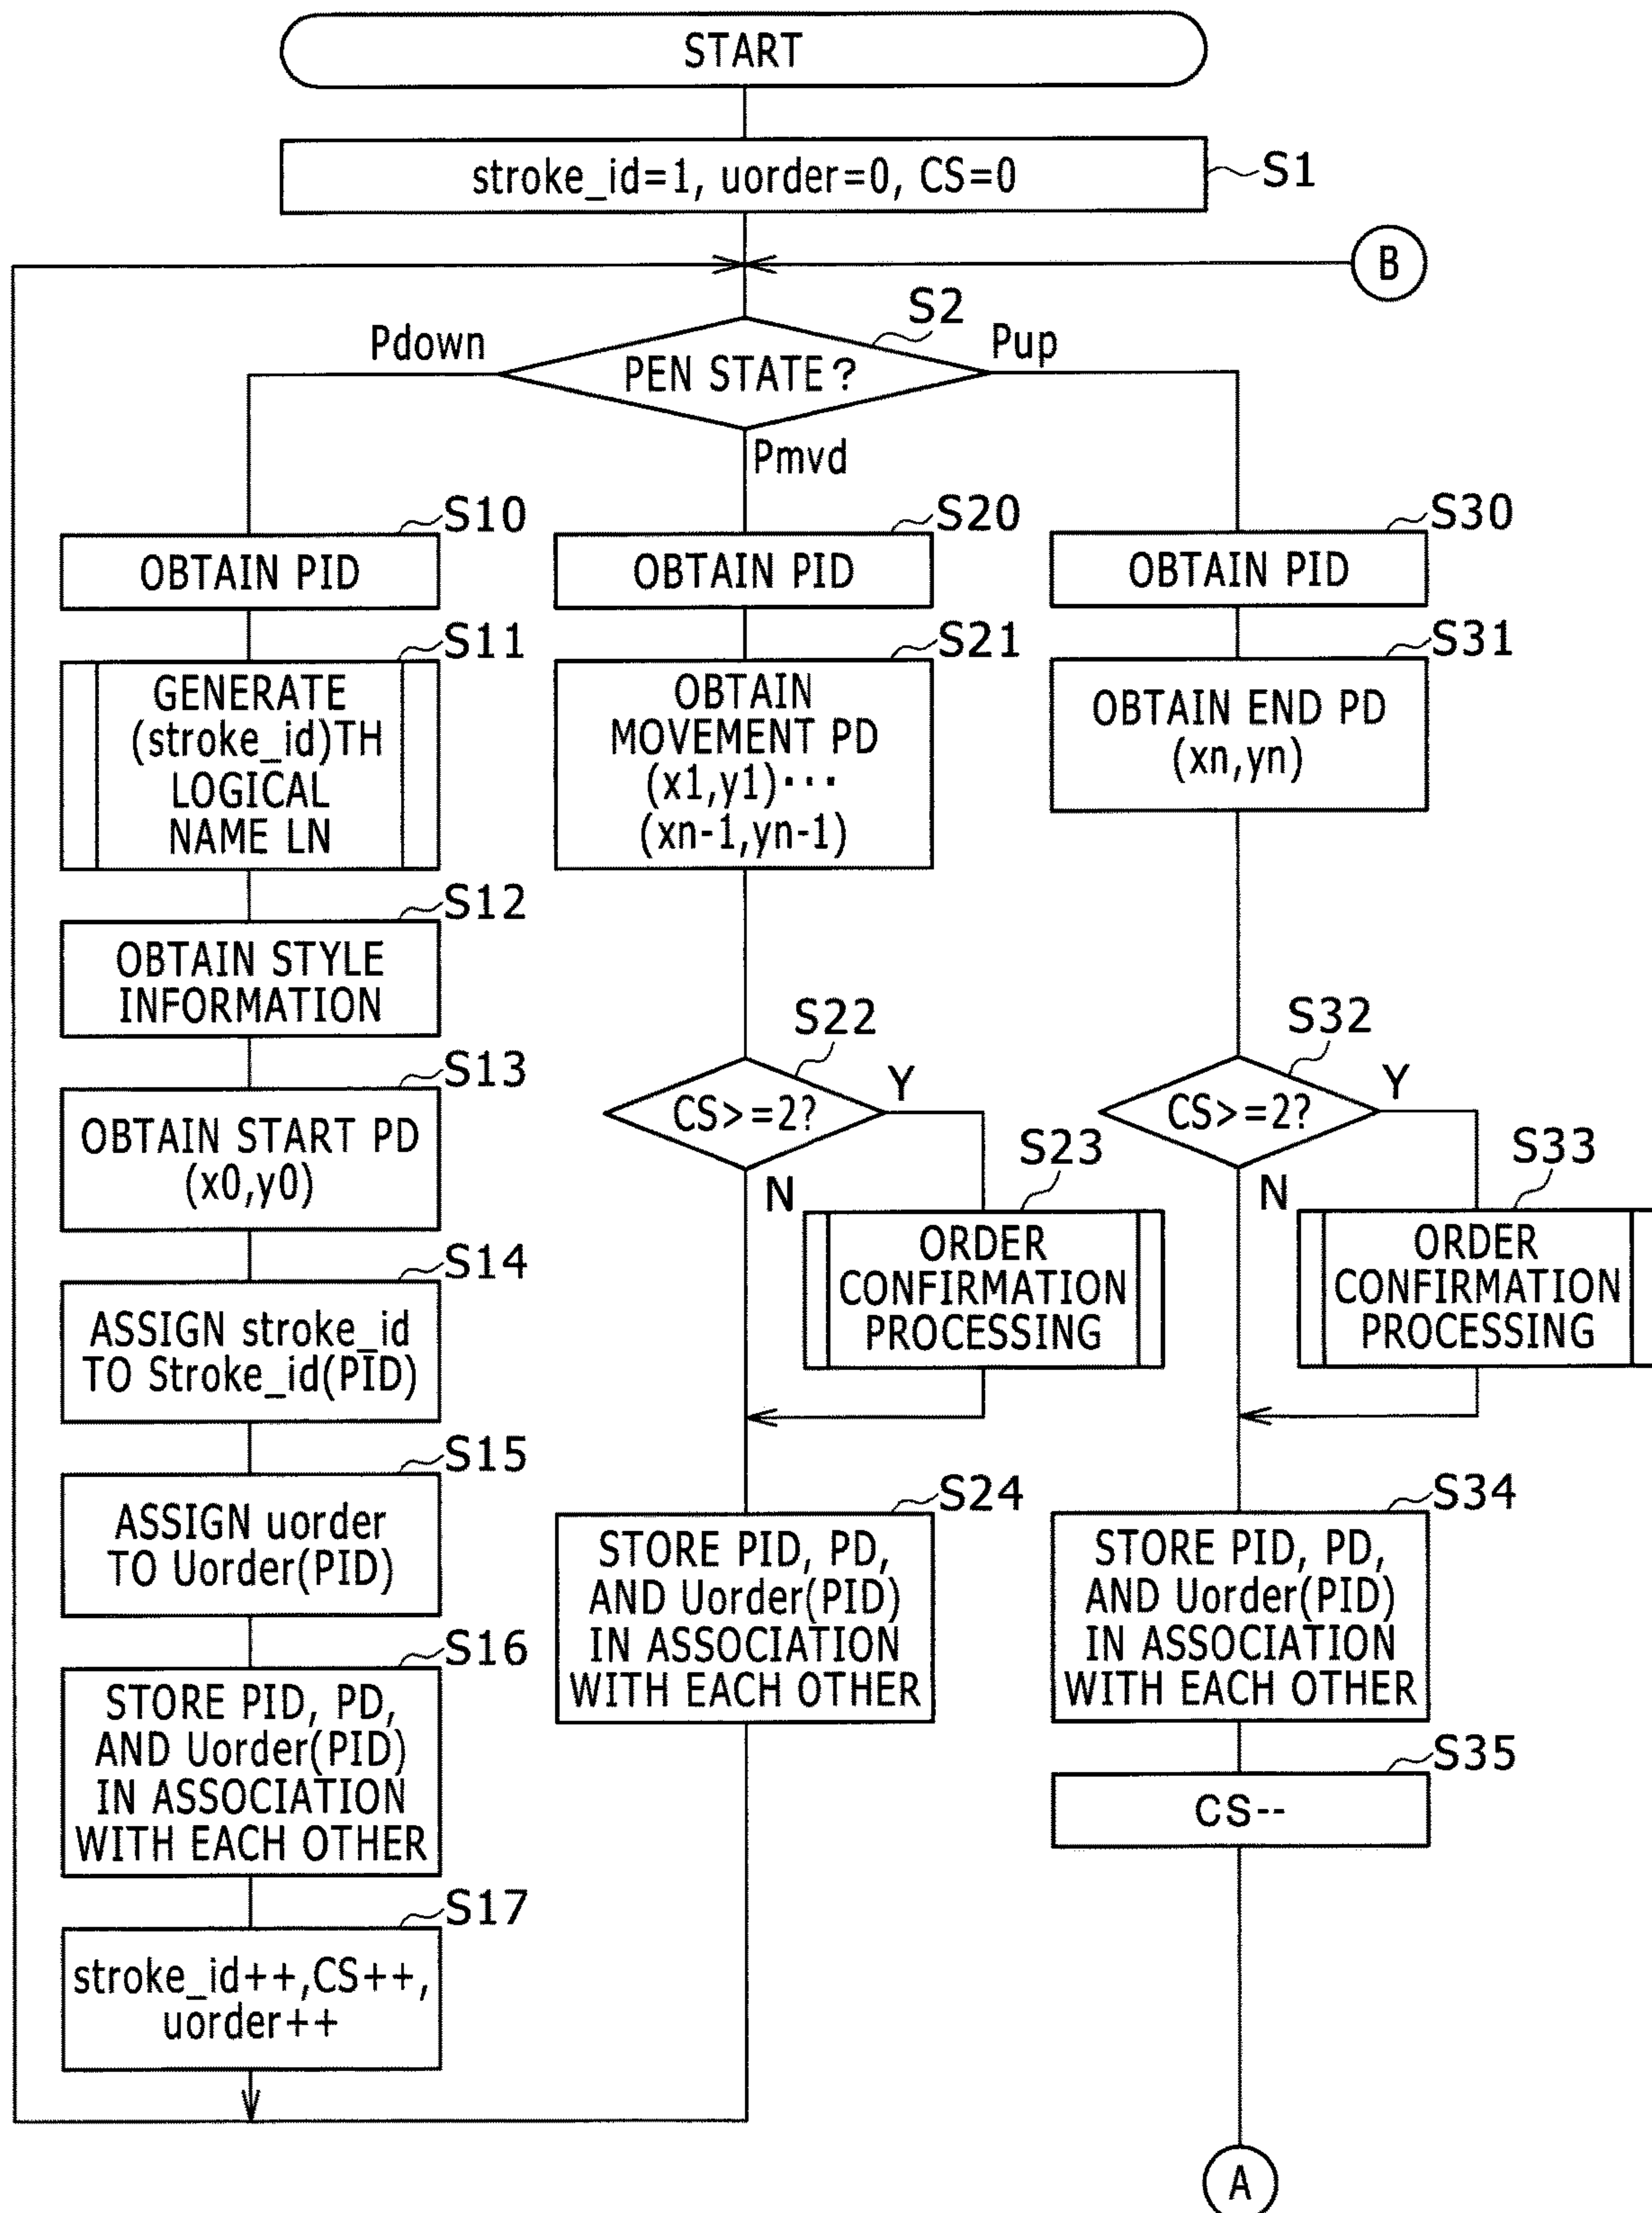 START
stroke_id=1, uorder=0, CS=0
S1
B
S2
Pdown
PEN STATE?
Pup
Pmvd
S10
OBTAIN PID
S11
GENERATE
(stroke_id)TH
LOGICAL
NAME LN
S12
OBTAIN STYLE
INFORMATION
S13
OBTAIN START PD
(x0,y0)
S14
ASSIGN stroke_id
TO Stroke_id(PID)
S15
ASSIGN uorder
TO Uorder(PID)
S16
STORE PID, PD,
AND Uorder(PID)
IN ASSOCIATION
WITH EACH OTHER
S17
stroke_id++,CS++,
uorder++
S20
OBTAIN PID
S21
OBTAIN
MOVEMENT PD
(x1,y1)···
(xn-1,yn-1)
S22
CS>=2?
Y
N
S23
ORDER
CONFIRMATION
PROCESSING
S24
STORE PID, PD,
AND Uorder(PID)
IN ASSOCIATION
WITH EACH OTHER
S30
OBTAIN PID
S31
OBTAIN END PD
(xn,yn)
S32
CS>=2?
Y
N
S33
ORDER
CONFIRMATION
PROCESSING
S34
STORE PID, PD,
AND Uorder(PID)
IN ASSOCIATION
WITH EACH OTHER
S35
CS--
A